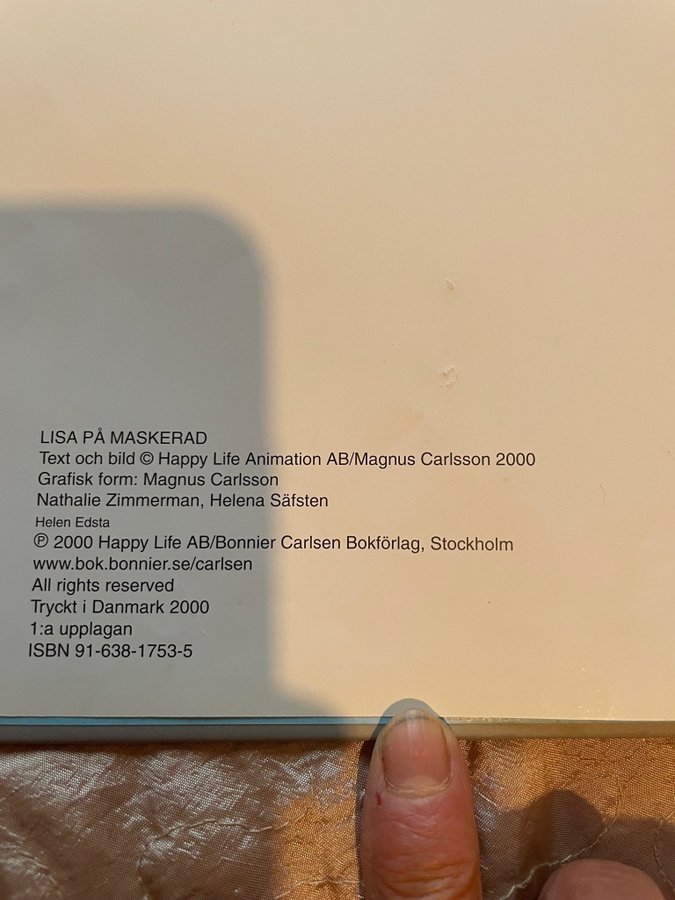 LISA PÅ MASKERAD
Text och bild © Happy Life Animation AB/Magnus Carlsson 2000
Grafisk form: Magnus Carlsson
Nathalie Zimmerman, Helena Säfsten
Helen Edsta
℗ 2000 Happy Life AB/Bonnier Carlsen Bokförlag, Stockholm
www.bok.bonnier.se/carlsen
All rights reserved
Tryckt i Danmark 2000
1:a upplagan
ISBN 91-638-1753-5